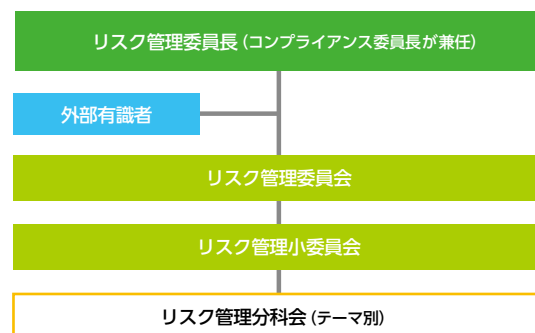 リスク管理委員長(コンプライアンス委員長が兼任)
外部有識者
リスク管理委員会
リスク管理小委員会
リスク管理分科会(テーマ別)